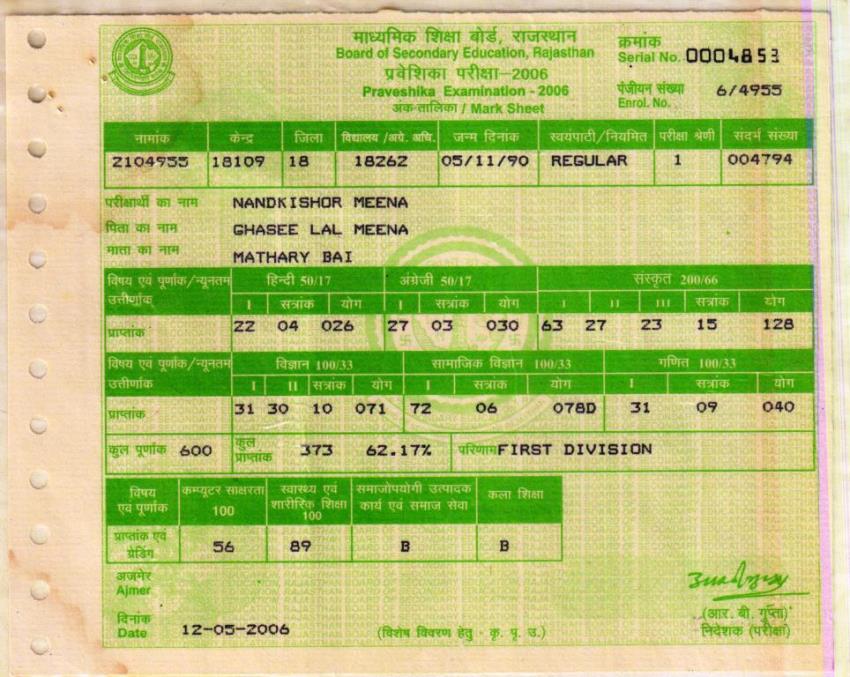 माध्यमिक शिक्षा बोर्ड, राजस्थान
Board of Secondary Education, Rajasthan
प्रवेशिका परीक्षा–2006
Praveshika Examination - 2006
अंक-तालिका / Mark Sheet
क्रमांक
Serial No. 0004853
पंजीयन संख्या
Enrol. No. 6/4955
नामांक केन्द्र जिला विद्यालय /अग्रे. अधि. जन्म दिनांक स्वयंपाठी/नियमित परीक्षा श्रेणी संदर्भ संख्या
2104955 18109 18 18262 05/11/90 REGULAR 1 004794
परीक्षार्थी का नाम NANDKISHOR MEENA
पिता का नाम GHASEE LAL MEENA
माता का नाम MATHARY BAI
विषय एवं पूर्णांक/न्यूनतम हिन्दी 50/17 अंग्रेजी 50/17 संस्कृत 200/66
उत्तीर्णांक I सत्रांक योग I सत्रांक योग I II III सत्रांक योग
प्राप्तांक 22 04 026 27 03 030 63 27 23 15 128
विषय एवं पूर्णांक/न्यूनतम विज्ञान 100/33 सामाजिक विज्ञान 100/33 गणित 100/33
उत्तीर्णांक I II सत्रांक योग I सत्रांक योग I सत्रांक योग
प्राप्तांक 31 30 10 071 72 06 078D 31 09 040
कुल पूर्णांक 600 कुल प्राप्तांक 373 62.17% परिणाम FIRST DIVISION
विषय एवं पूर्णांक कम्प्यूटर साक्षरता 100 स्वास्थ्य एवं शारीरिक शिक्षा 100 समाजोपयोगी उत्पादक कार्य एवं समाज सेवा कला शिक्षा
प्राप्तांक एवं ग्रेडिंग 56 89 B B
अजमेर
Ajmer
दिनांक
Date 12-05-2006
(विशेष विवरण हेतु - कृ. पृ. उ.)
(आर. बी. गुप्ता)
निदेशक (परीक्षा)